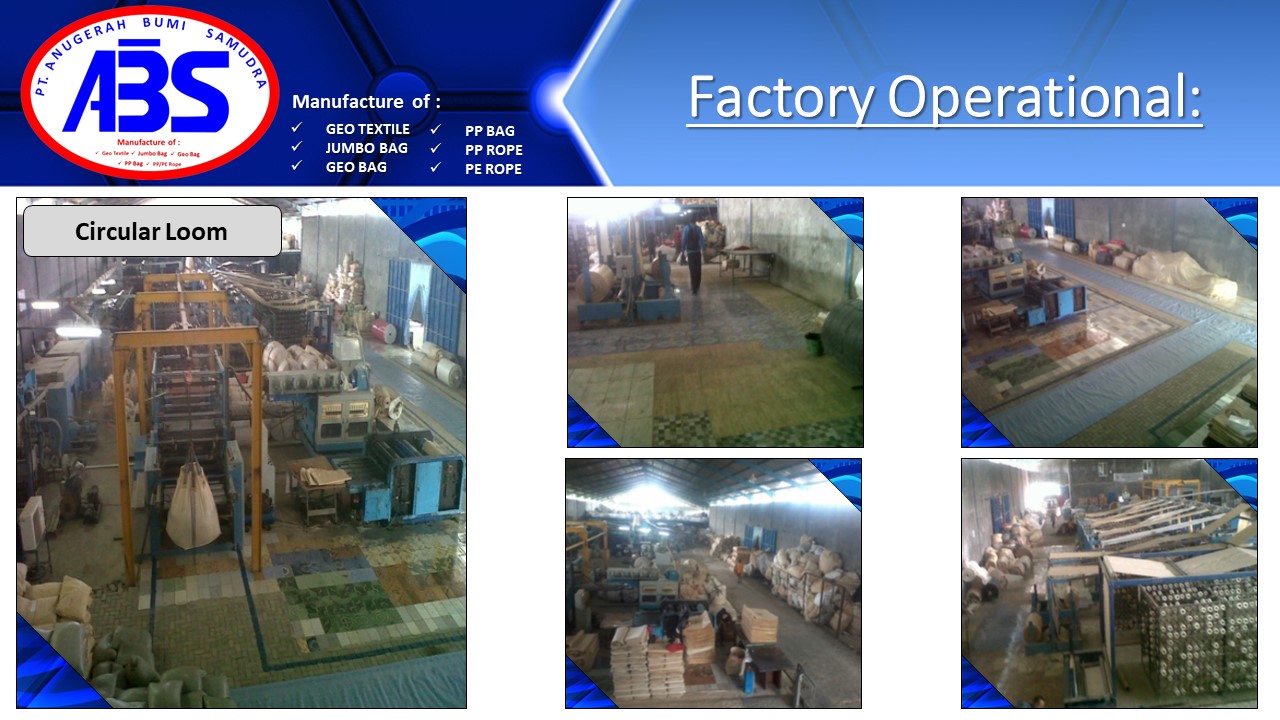 PT. ANUGERAH BUMI SAMUDRA
ABS
Manufacture of :
✓ Geo Textile ✓ Jumbo Bag ✓ Geo Bag
✓ PP Bag ✓ PP/PE Rope
Manufacture of :
✓ GEO TEXTILE ✓ PP BAG
✓ JUMBO BAG ✓ PP ROPE
✓ GEO BAG ✓ PE ROPE
Factory Operational:
Circular Loom